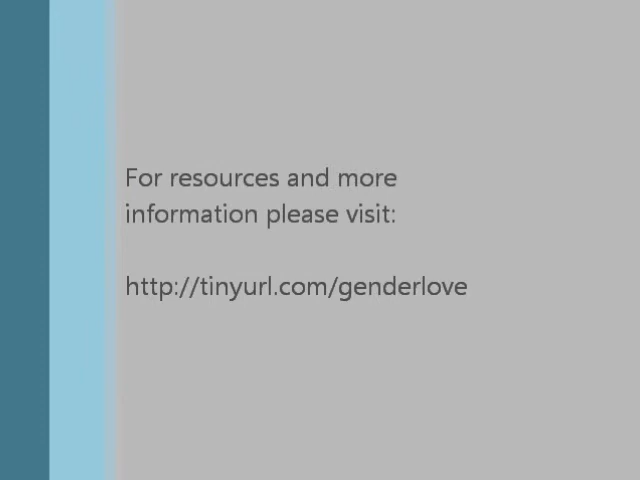 For resources and more
information please visit:
http://tinyurl.com/genderlove